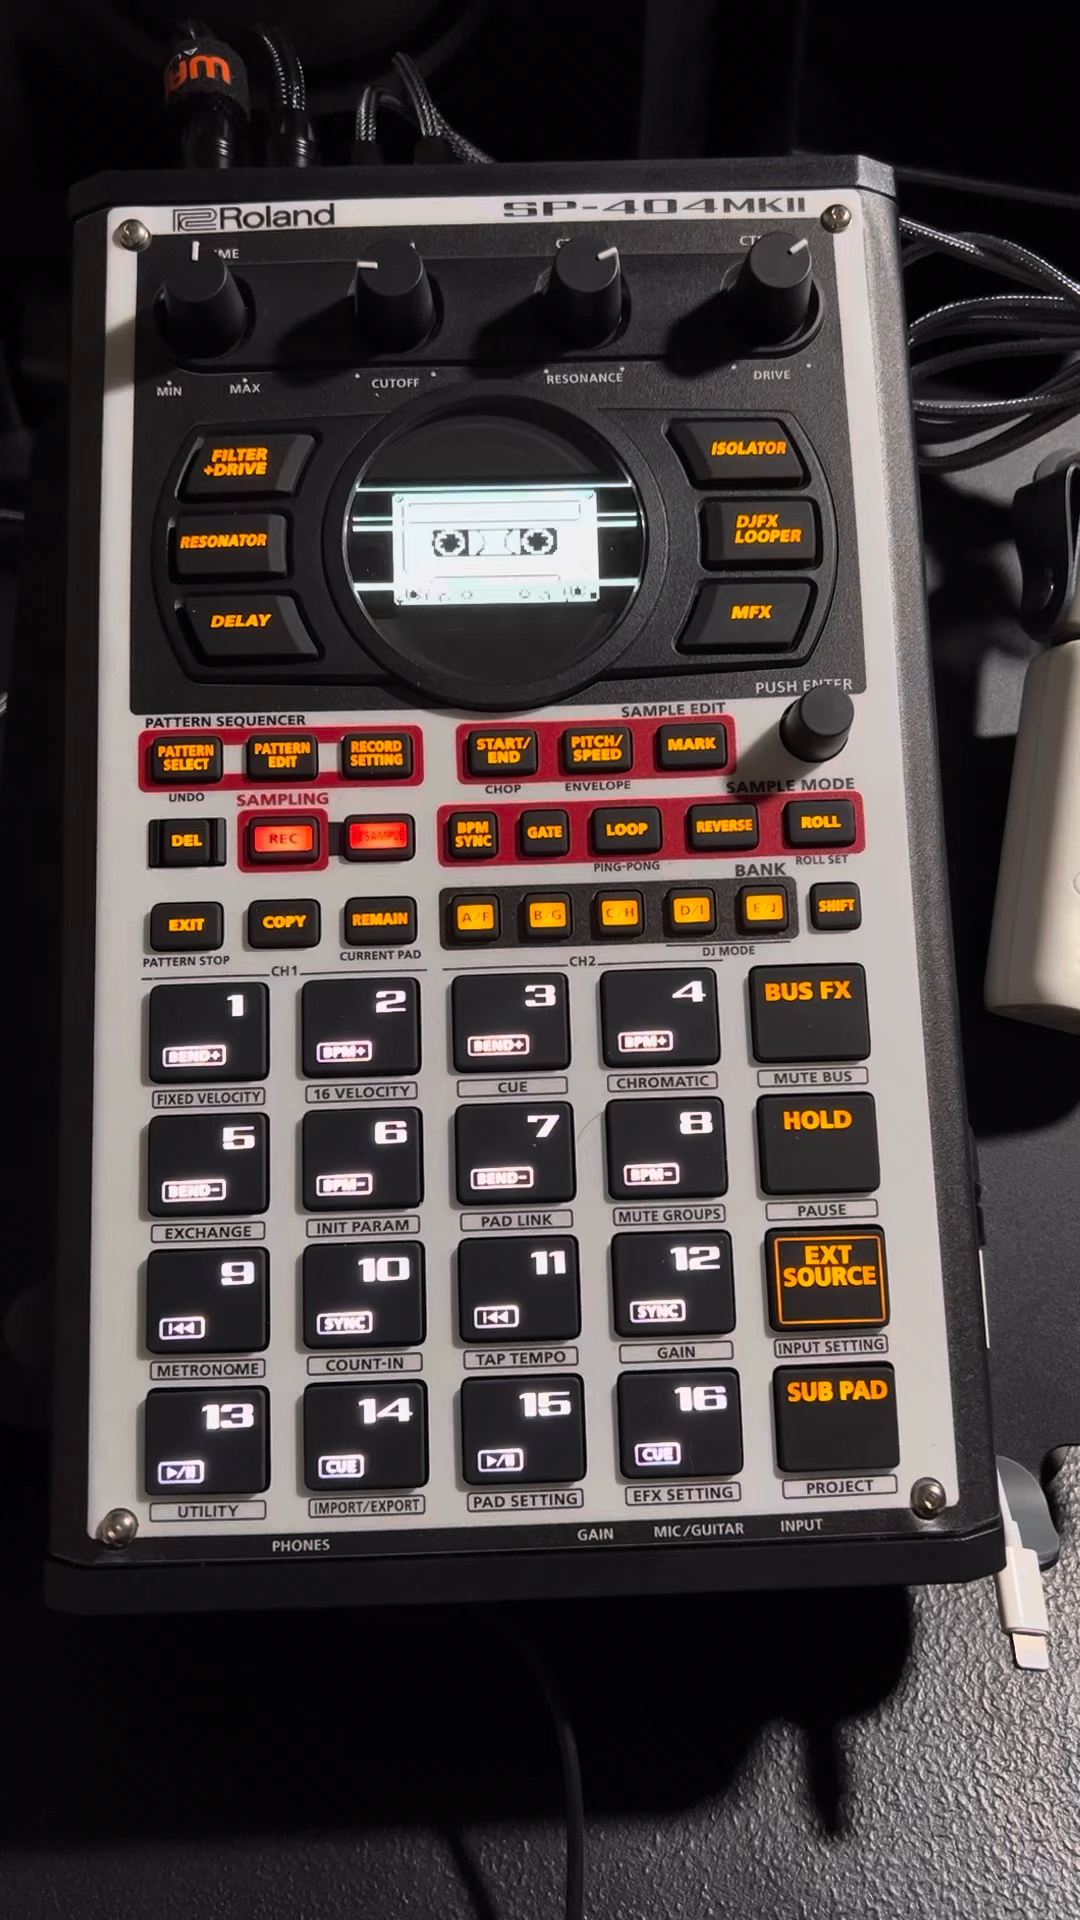 Roland
SP-404MKII
MIN
MAX
CUTOFF
RESONANCE
DRIVE
FILTER
+DRIVE
ISOLATOR
RESONATOR
DJFX
LOOPER
DELAY
MFX
PUSH ENTER
PATTERN SEQUENCER
SAMPLE EDIT
PATTERN
SELECT
PATTERN
EDIT
RECORD
SETTING
START/
END
PITCH/
SPEED
MARK
UNDO
CHOP
ENVELOPE
SAMPLING
SAMPLE MODE
DEL
REC
BPM
SYNC
GATE
LOOP
REVERSE
ROLL
PING-PONG
ROLL SET
BANK
EXIT
COPY
REMAIN
A/F
B/G
C/H
D/I
E/J
SHIFT
PATTERN STOP
CURRENT PAD
DJ MODE
CH1
CH2
1
BEND+
2
BPM+
3
BEND+
4
BPM+
BUS FX
FIXED VELOCITY
16 VELOCITY
CUE
CHROMATIC
MUTE BUS
5
BEND-
6
BPM-
7
BEND-
8
BPM-
HOLD
EXCHANGE
INIT PARAM
PAD LINK
MUTE GROUPS
PAUSE
9
10
SYNC
11
12
SYNC
EXT
SOURCE
METRONOME
COUNT-IN
TAP TEMPO
GAIN
INPUT SETTING
13
14
CUE
15
16
CUE
SUB PAD
UTILITY
IMPORT/EXPORT
PAD SETTING
EFX SETTING
PROJECT
PHONES
GAIN
MIC/GUITAR
INPUT